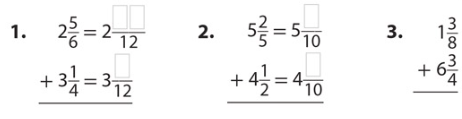 1. 2 5/6 = 2 □□/12
+ 3 1/4 = 3 □/12
2. 5 2/5 = 5 □/10
+ 4 1/2 = 4 □/10
3. 1 3/8
+ 6 3/4